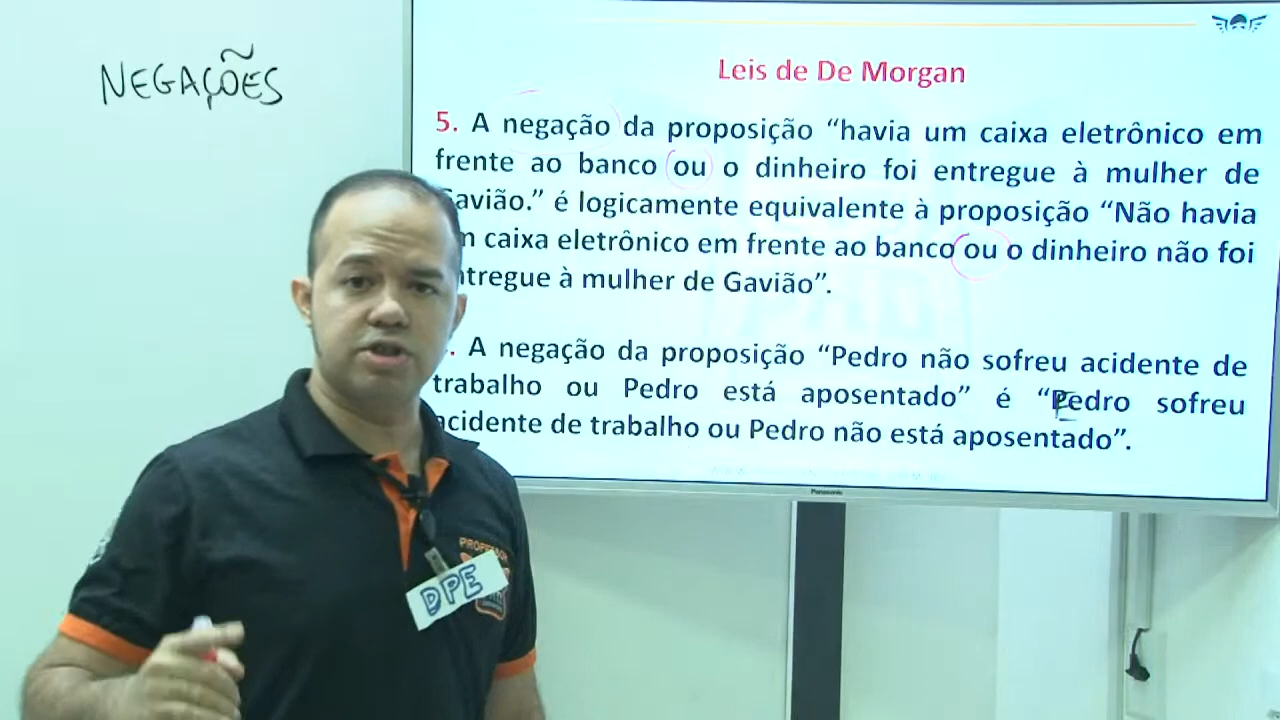 NEGAÇÕES
Leis de De Morgan
5. A negação da proposição “havia um caixa eletrônico em
frente ao banco ou o dinheiro foi entregue à mulher de
Gavião.” é logicamente equivalente à proposição “Não havia
caixa eletrônico em frente ao banco ou o dinheiro não foi
entregue à mulher de Gavião”.
. A negação da proposição “Pedro não sofreu acidente de
trabalho ou Pedro está aposentado” é “Pedro sofreu
acidente de trabalho ou Pedro não está aposentado”.
E
Panasonic
DPE